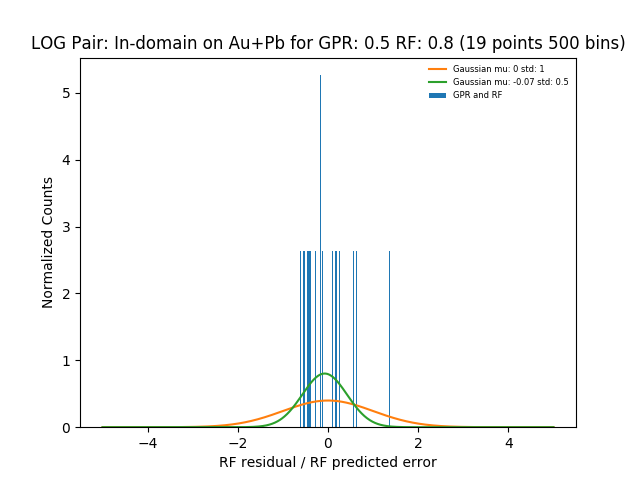 LOG Pair: In-domain on Au+Pb for GPR: 0.5 RF: 0.8 (19 points 500 bins)
Gaussian mu: 0 std: 1
Gaussian mu: -0.07 std: 0.5
GPR and RF
Normalized Counts
5
4
3
2
1
0
−4
−2
0
2
4
RF residual / RF predicted error